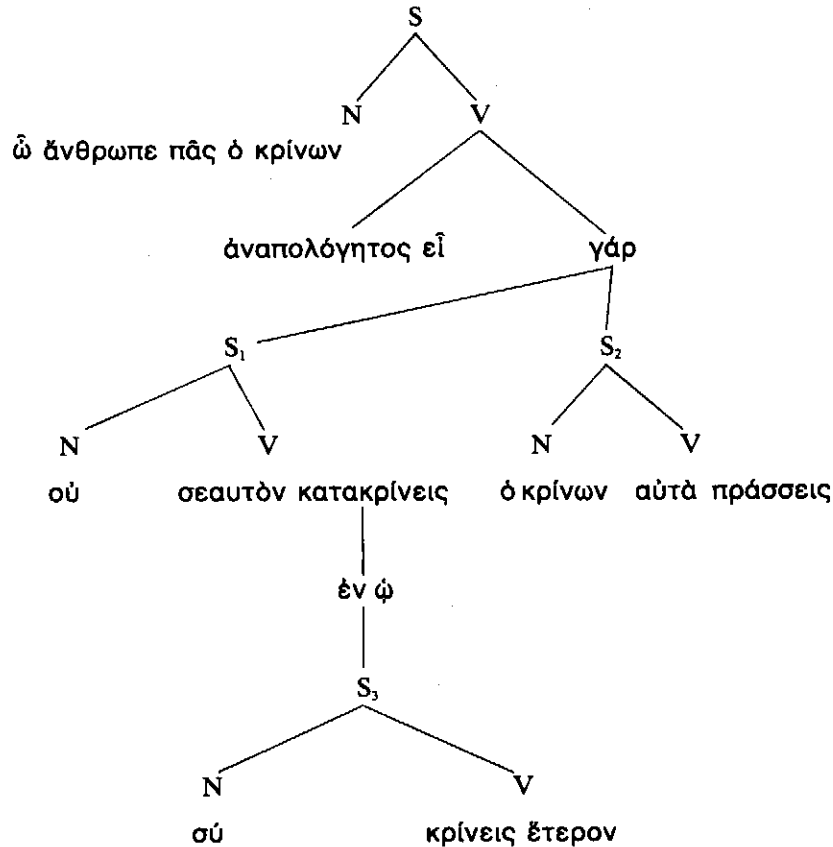 S
N V
ὦ ἄνθρωπε πᾶς ὁ κρίνων
ἀναπολόγητος εἶ γάρ
S₁ S₂
N V N V
οὐ σεαυτὸν κατακρίνεις ὁ κρίνων αὐτὰ πράσσεις
ἐν ᾧ
S₃
N V
σύ κρίνεις ἕτερον